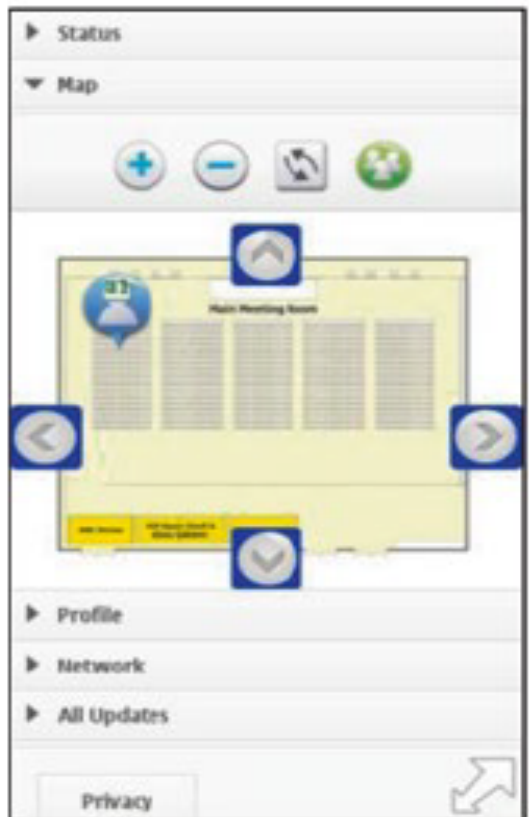 Status
Map
Main Meeting Room
Profile
Network
All Updates
Privacy